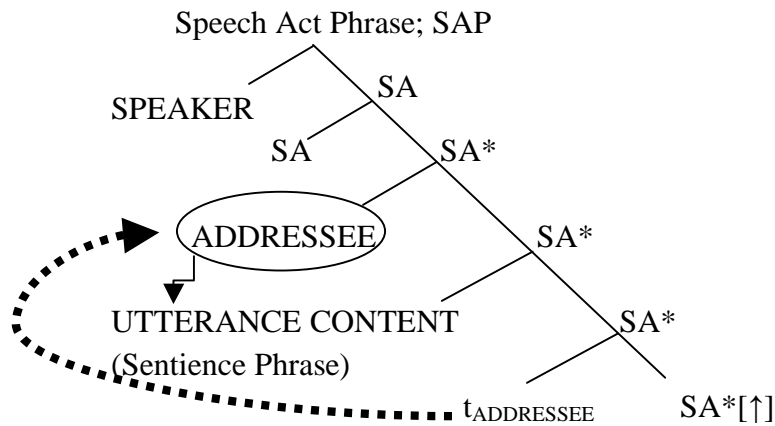 Speech Act Phrase; SAP
SA
SPEAKER
SA
SA*
ADDRESSEE
SA*
UTTERANCE CONTENT
SA*
(Sentience Phrase)
tADDRESSEE
SA*[↑]